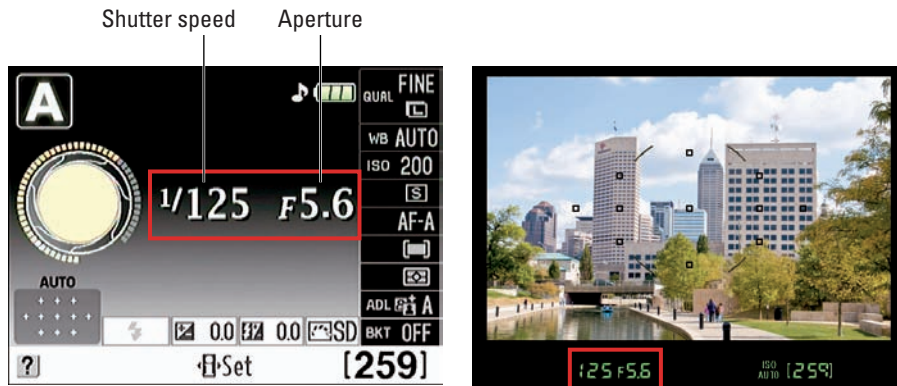 Shutter speed Aperture
A
QUAL FINE
L
WB AUTO
ISO 200
1/125 F5.6
S
AF-A
AUTO
ADL A
0.0 0.0 SD BKT OFF
? Set [259]
125 F5.6 ISO AUTO [259]